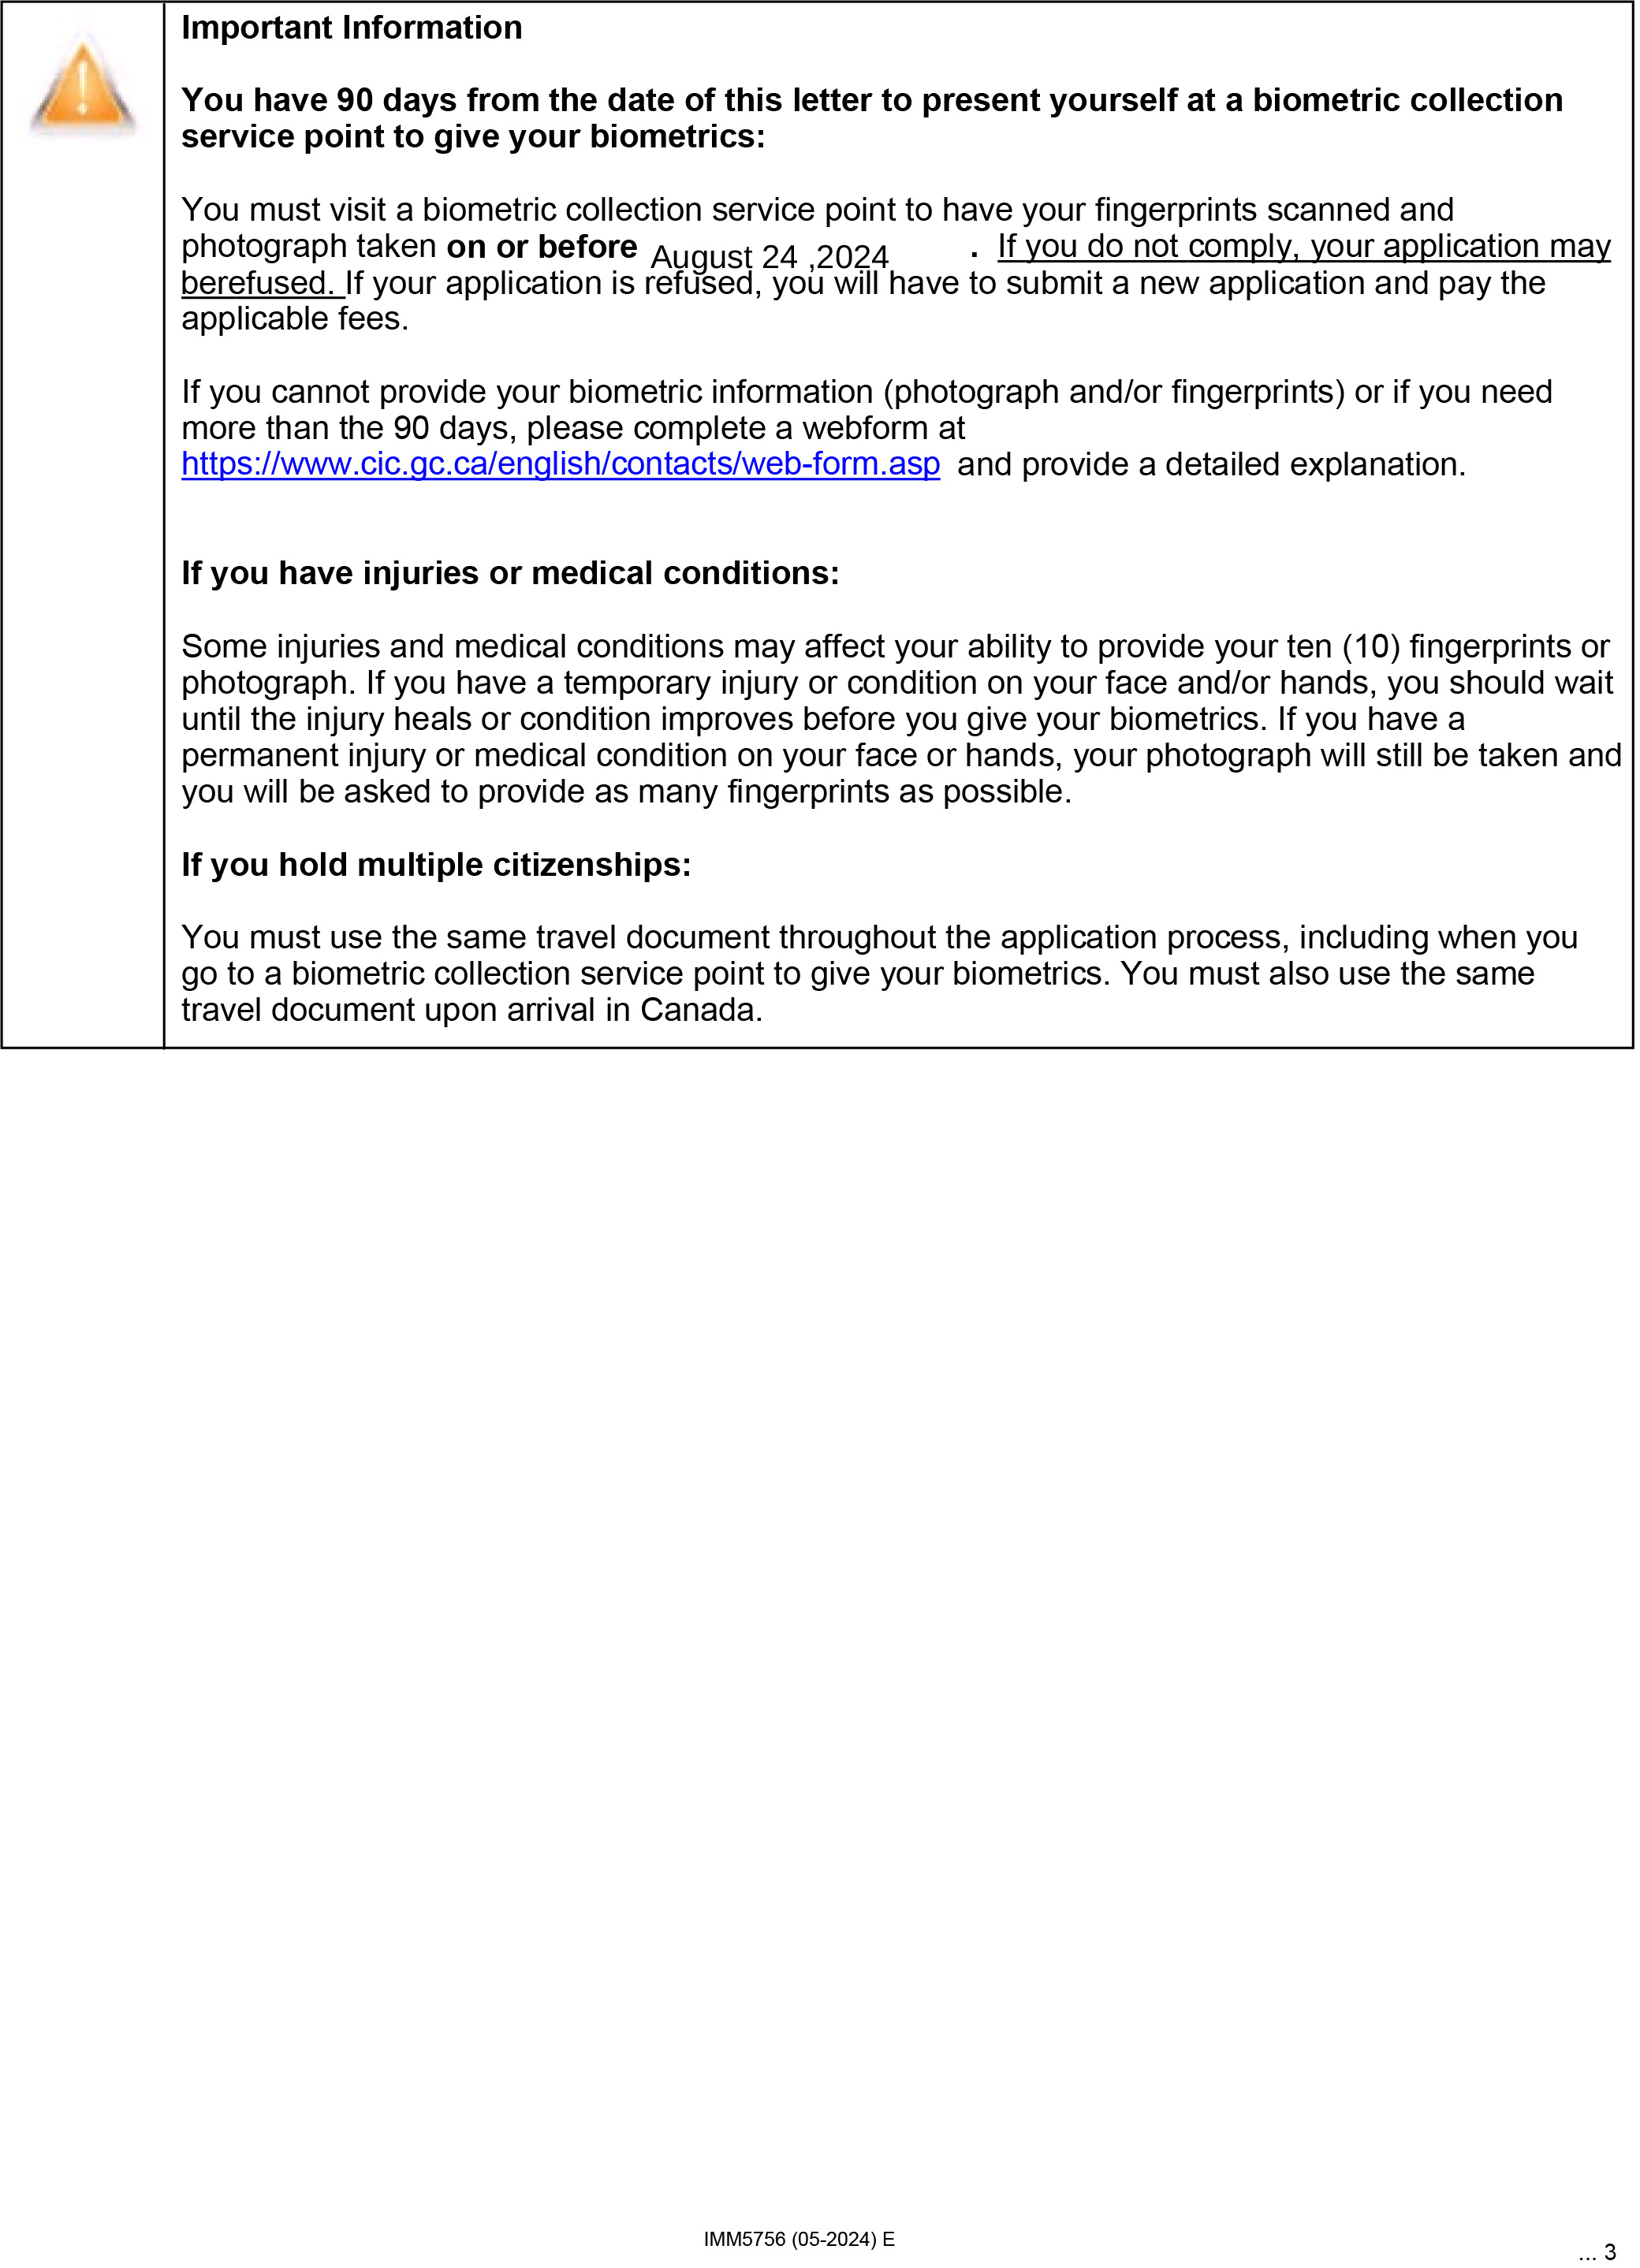 Important Information
You have 90 days from the date of this letter to present yourself at a biometric collection
service point to give your biometrics:
You must visit a biometric collection service point to have your fingerprints scanned and
photograph taken on or before August 24 ,2024 . If you do not comply, your application may
berefused. If your application is refused, you will have to submit a new application and pay the
applicable fees.
If you cannot provide your biometric information (photograph and/or fingerprints) or if you need
more than the 90 days, please complete a webform at
https://www.cic.gc.ca/english/contacts/web-form.asp and provide a detailed explanation.
If you have injuries or medical conditions:
Some injuries and medical conditions may affect your ability to provide your ten (10) fingerprints or
photograph. If you have a temporary injury or condition on your face and/or hands, you should wait
until the injury heals or condition improves before you give your biometrics. If you have a
permanent injury or medical condition on your face or hands, your photograph will still be taken and
you will be asked to provide as many fingerprints as possible.
If you hold multiple citizenships:
You must use the same travel document throughout the application process, including when you
go to a biometric collection service point to give your biometrics. You must also use the same
travel document upon arrival in Canada.
IMM5756 (05-2024) E
... 3